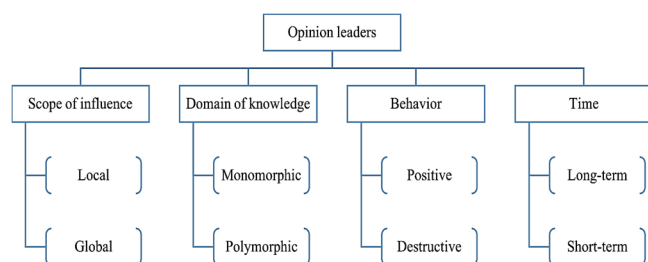 Opinion leaders
Scope of influence
Domain of knowledge
Behavior
Time
Local
Monomorphic
Positive
Long-term
Global
Polymorphic
Destructive
Short-term